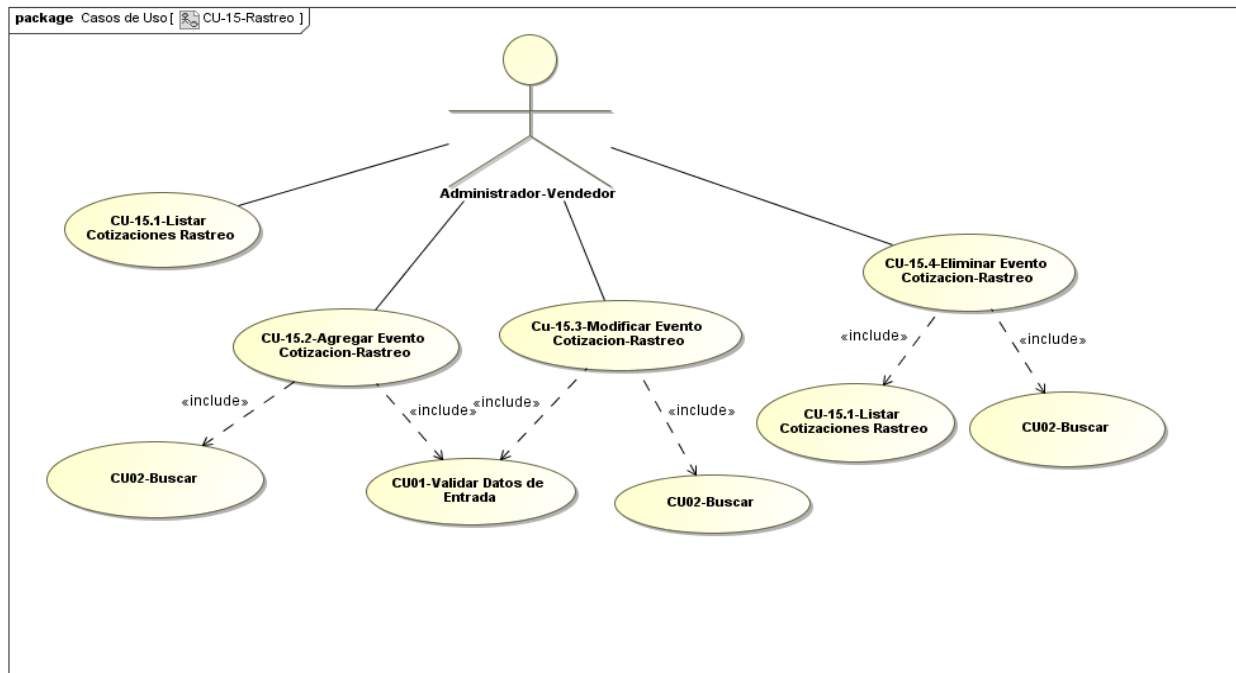 package Casos de Uso [ CU-15-Rastreo ]
Administrador-Vendedor
CU-15.1-Listar
Cotizaciones Rastreo
CU-15.4-Eliminar Evento
Cotizacion-Rastreo
CU-15.2-Agregar Evento
Cotizacion-Rastreo
Cu-15.3-Modificar Evento
Cotizacion-Rastreo
«include»
«include»
«include»
«include»
«include»
«include»
CU-15.1-Listar
Cotizaciones Rastreo
CU02-Buscar
CU02-Buscar
CU01-Validar Datos de
Entrada
CU02-Buscar